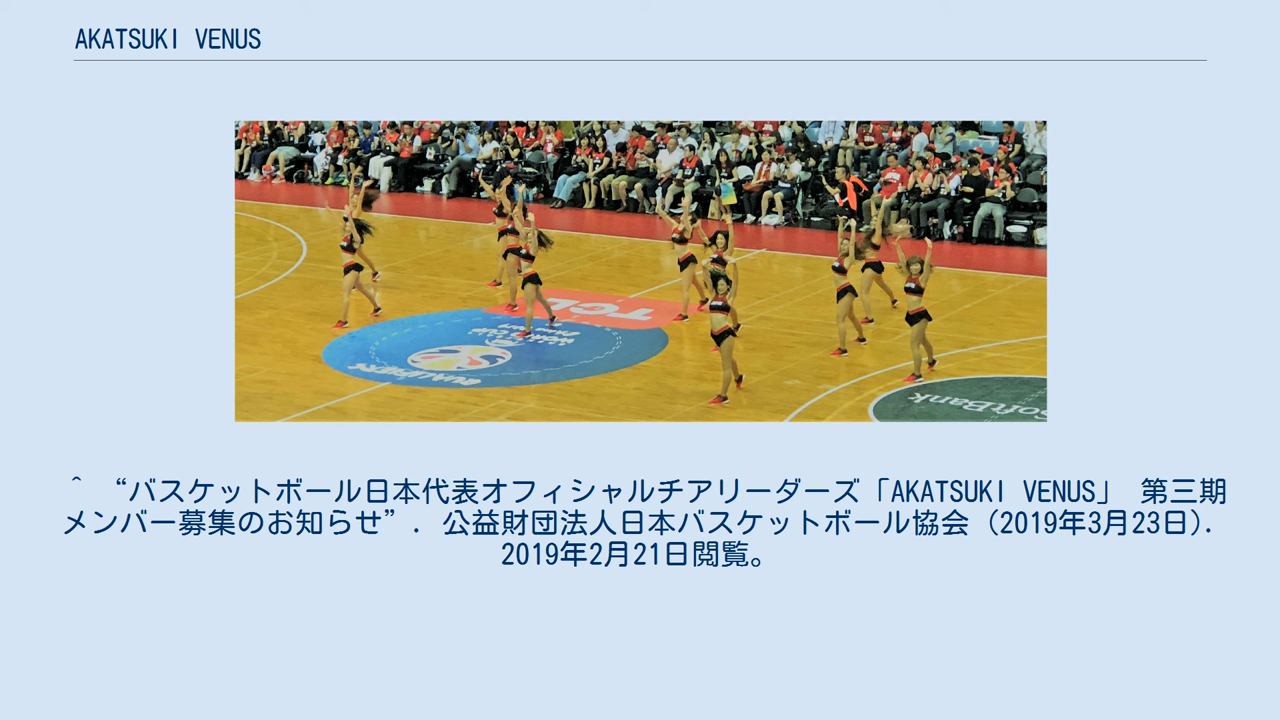 AKATSUKI VENUS
TCL
SoftBank
^ “バスケットボール日本代表オフィシャルチアリーダーズ「AKATSUKI VENUS」 第三期
メンバー募集のお知らせ”. 公益財団法人日本バスケットボール協会 (2019年3月23日).
2019年2月21日閲覧。